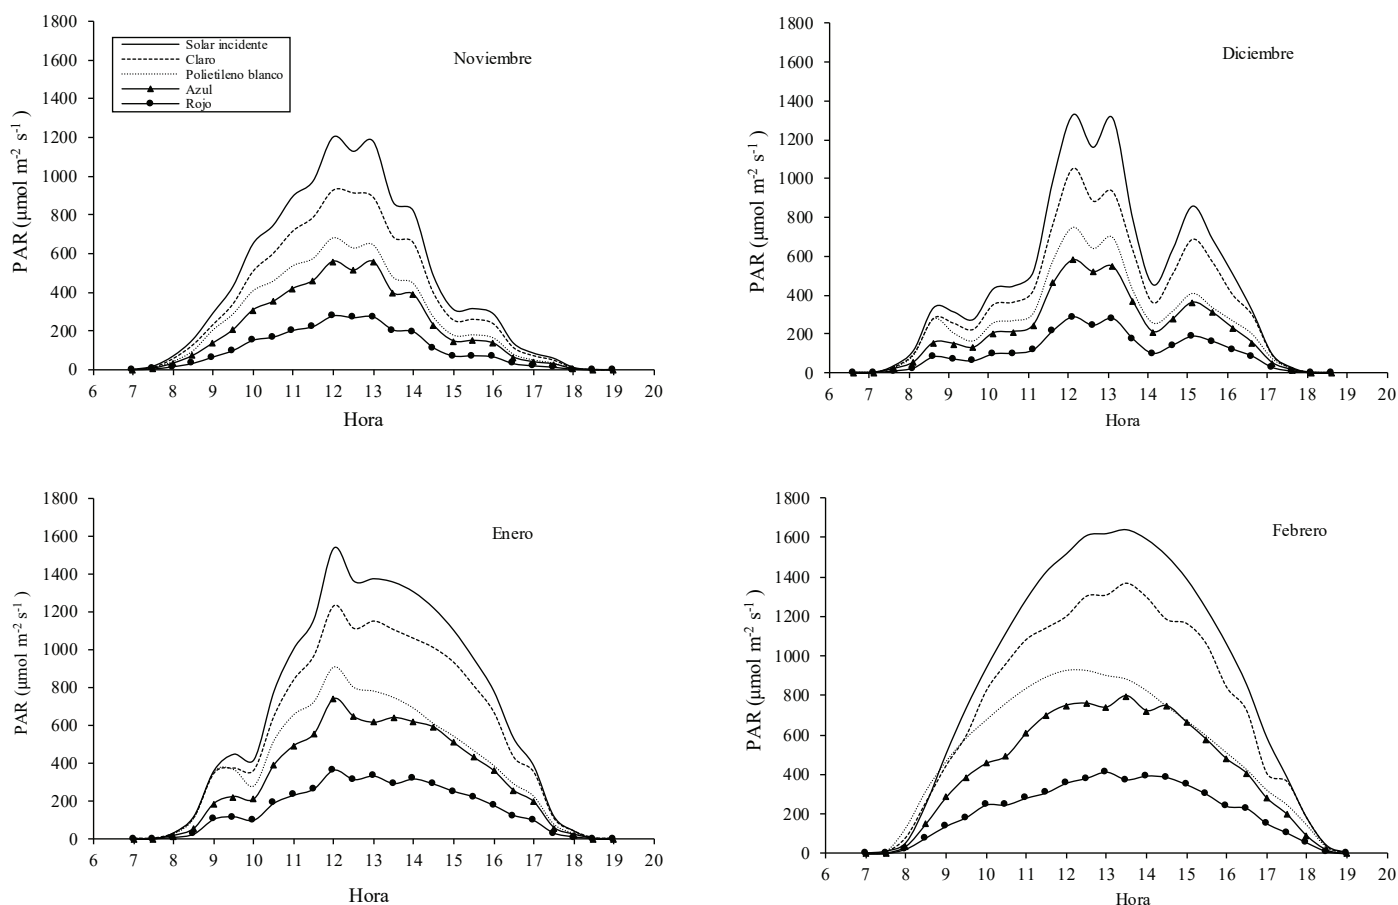 Noviembre
PAR (µmol m-2 s-1 )
1800
1600
1400
1200
1000
800
600
400
200
0
Solar incidente
Claro
Polietileno blanco
Azul
Rojo
6 7 8 9 10 11 12 13 14 15 16 17 18 19 20
Hora
Diciembre
PAR (µmol m-2 s-1 )
1800
1600
1400
1200
1000
800
600
400
200
0
6 7 8 9 10 11 12 13 14 15 16 17 18 19 20
Hora
Enero
PAR (µmol m-2 s-1 )
1800
1600
1400
1200
1000
800
600
400
200
0
6 7 8 9 10 11 12 13 14 15 16 17 18 19 20
Hora
Febrero
PAR (µmol m-2 s-1 )
1800
1600
1400
1200
1000
800
600
400
200
0
6 7 8 9 10 11 12 13 14 15 16 17 18 19 20
Hora